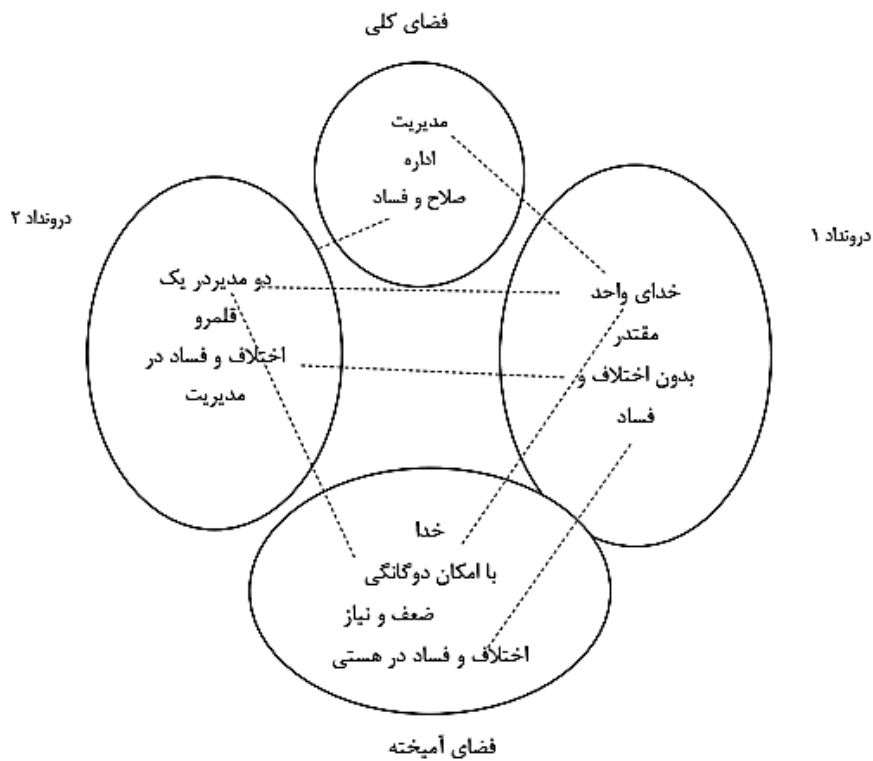 فضای کلی
مدیریت
اداره
صلاح و فساد
درونداد ۱
خدای واحد
مقتدر
بدون اختلاف و
فساد
درونداد ۲
دو مدیردر یک
قلمرو
اختلاف و فساد در
مدیریت
خدا
با امکان دوگانگی
ضعف و نیاز
اختلاف و فساد در هستی
فضای آمیخته